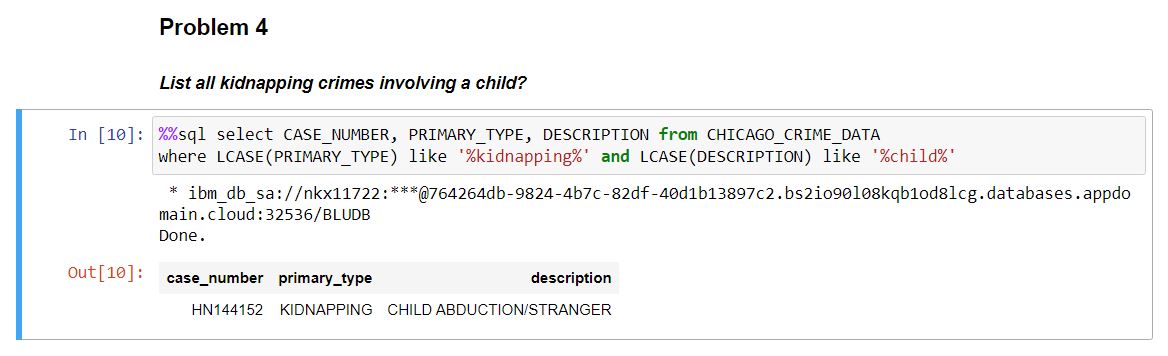 Problem 4
List all kidnapping crimes involving a child?
In [10]: %%sql select CASE_NUMBER, PRIMARY_TYPE, DESCRIPTION from CHICAGO_CRIME_DATA
where LCASE(PRIMARY_TYPE) like '%kidnapping%' and LCASE(DESCRIPTION) like '%child%'
* ibm_db_sa://nkx11722:***@764264db-9824-4b7c-82df-40d1b13897c2.bs2io90l08kqb1od8lcg.databases.appdo
main.cloud:32536/BLUDB
Done.
Out[10]: case_number primary_type description
HN144152 KIDNAPPING CHILD ABDUCTION/STRANGER